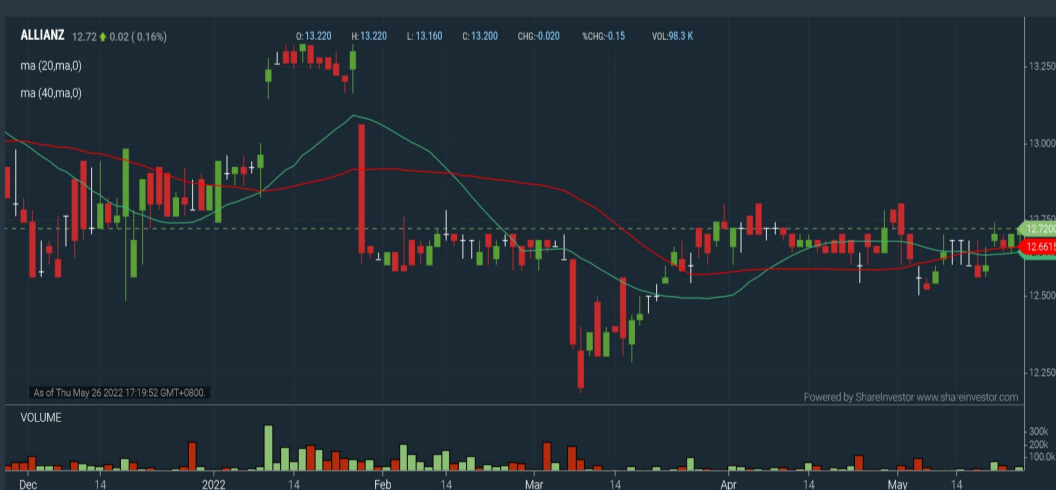 ALLIANZ 12.72 0.02 ( 0.16%) O: 13.220 H: 13.220 L: 13.160 C: 13.200 CHG:-0.020 %CHG:-0.15 VOL:98.3 K
ma (20,ma,0)
ma (40,ma,0)
13.250
13.000
12.750
12.7200
12.6615
12.500
12.250
As of Thu May 26 2022 17:19:52 GMT+0800.
Powered by ShareInvestor www.shareinvestor.com
VOLUME
300k
200k
100.0k
Dec 14 2022 14 Feb 14 Mar 14 Apr 14 May 14